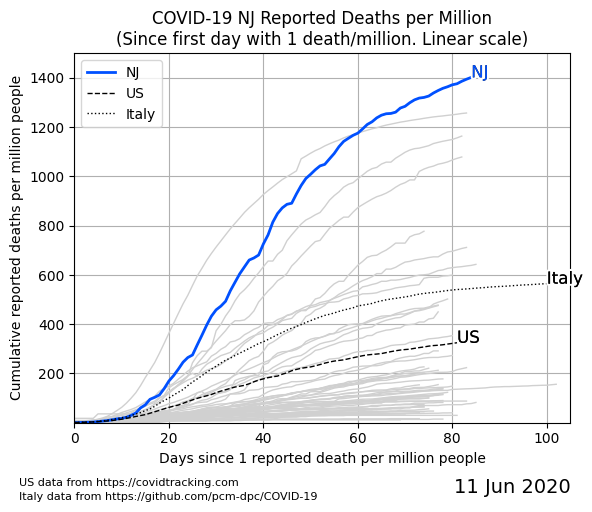 COVID-19 NJ Reported Deaths per Million
(Since first day with 1 death/million. Linear scale)
NJ
US
Italy
NJ
Italy
US
1400
1200
1000
800
600
400
200
Cumulative reported deaths per million people
0 20 40 60 80 100
Days since 1 reported death per million people
US data from https://covidtracking.com
Italy data from https://github.com/pcm-dpc/COVID-19
11 Jun 2020